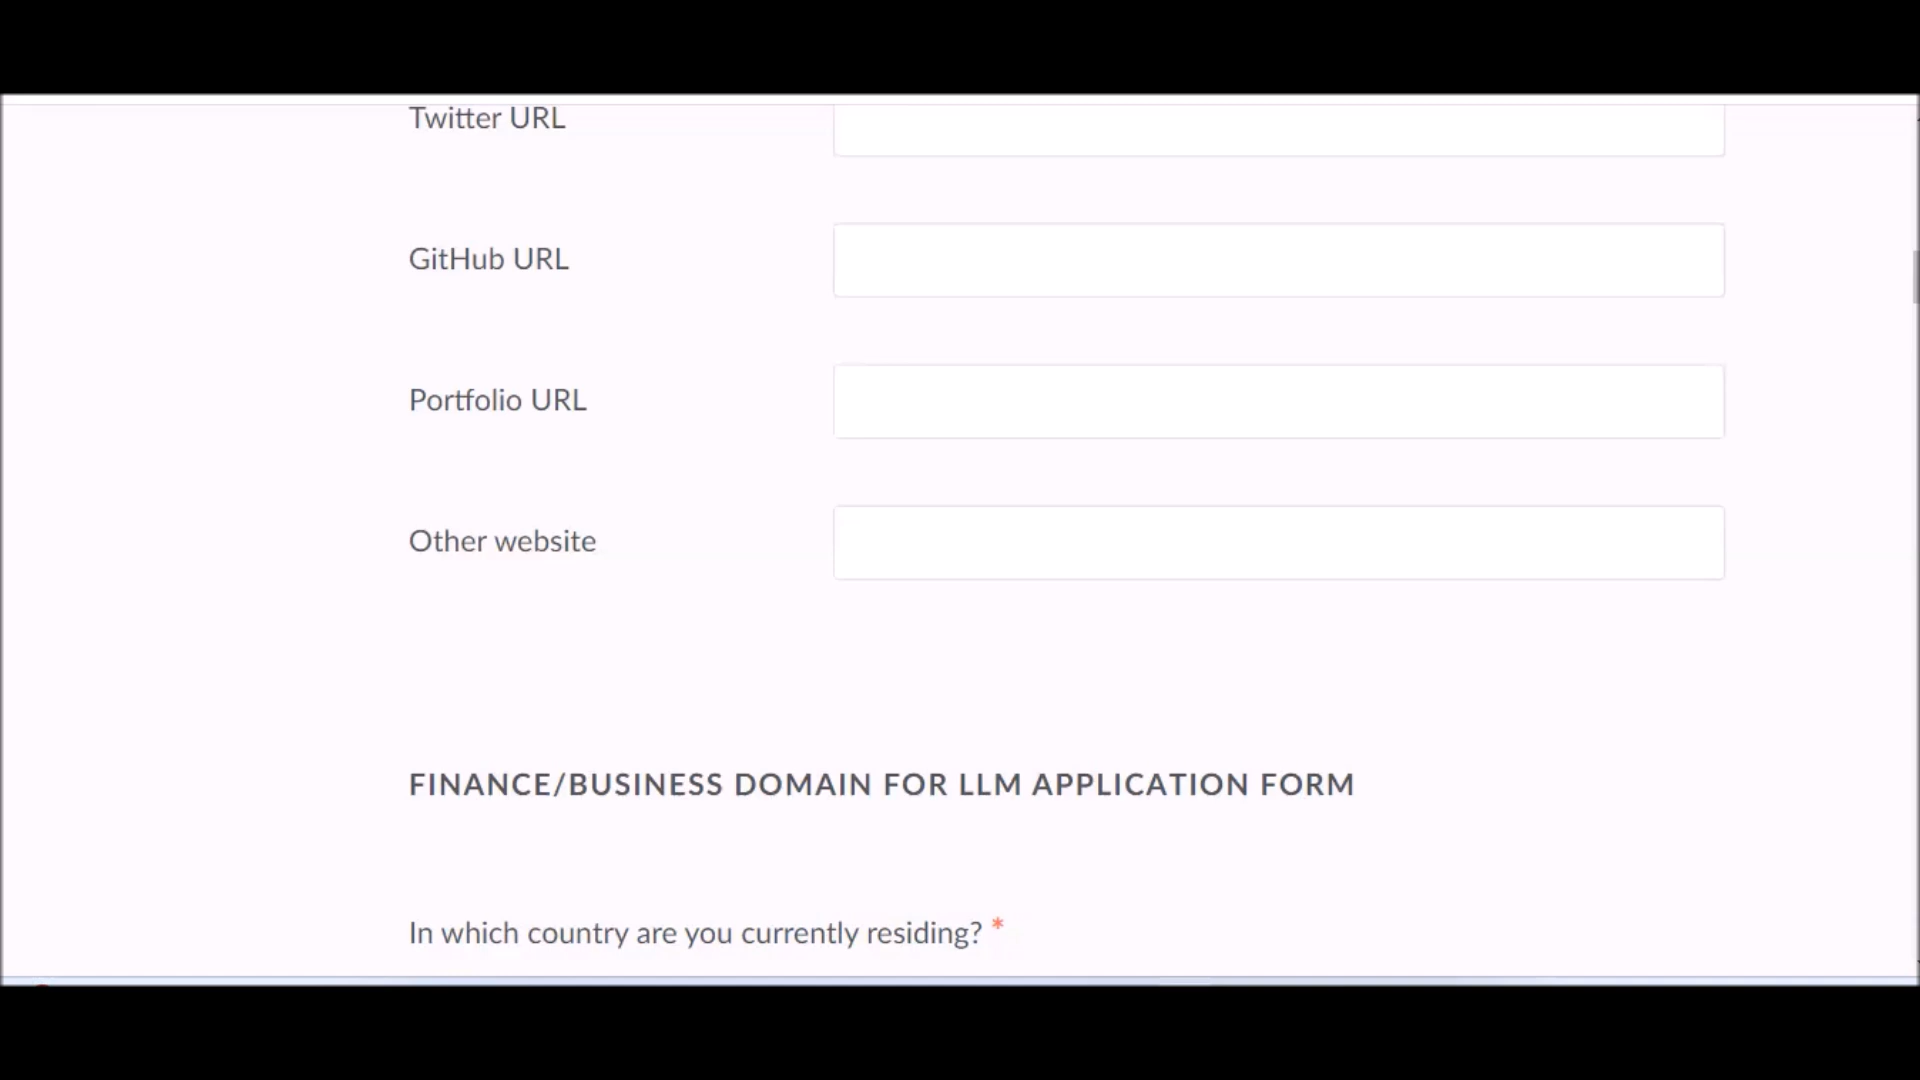 Twitter URL
GitHub URL
Portfolio URL
Other website
FINANCE/BUSINESS DOMAIN FOR LLM APPLICATION FORM
In which country are you currently residing? *